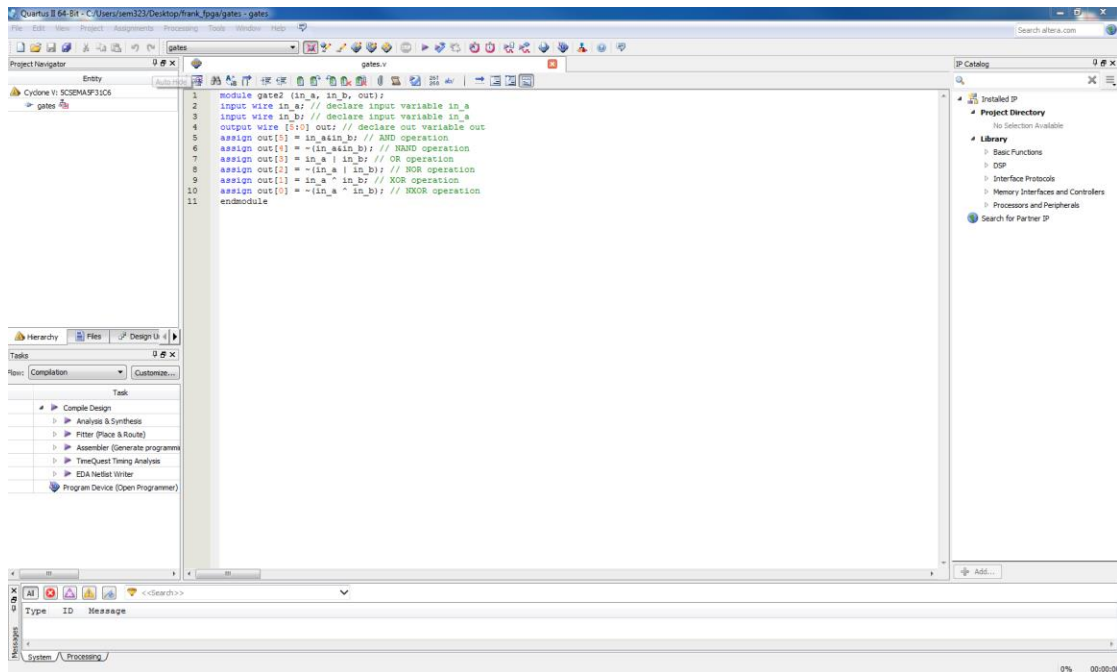 Quartus II 64-Bit - C:/Users/sem323/Desktop/frank_fpga/gates - gates
File Edit View Project Assignments Processing Tools Window Help
Search altera.com
gates
Project Navigator
Entity
Auto Hide
Cyclone V: 5CSEMA5F31C6
gates
gates.v
1 module gate2 (in_a, in_b, out);
2 input wire in_a; // declare input variable in_a
3 input wire in_b; // declare input variable in_a
4 output wire [5:0] out; // declare out variable out
5 assign out[5] = in_a&in_b; // AND operation
6 assign out[4] = ~(in_a&in_b); // NAND operation
7 assign out[3] = in_a | in_b; // OR operation
8 assign out[2] = ~(in_a | in_b); // NOR operation
9 assign out[1] = in_a ^ in_b; // XOR operation
10 assign out[0] = ~(in_a ^ in_b); // NXOR operation
11 endmodule
IP Catalog
Installed IP
Project Directory
No Selection Available
Library
Basic Functions
DSP
Interface Protocols
Memory Interfaces and Controllers
Processors and Peripherals
Search for Partner IP
Add...
Hierarchy Files Design U
Tasks
Flow: Compilation Customize...
Task
Compile Design
Analysis & Synthesis
Fitter (Place & Route)
Assembler (Generate programmi
TimeQuest Timing Analysis
EDA Netlist Writer
Program Device (Open Programmer)
All <<Search>>
Type ID Message
Messages
System Processing
0% 00:00:0